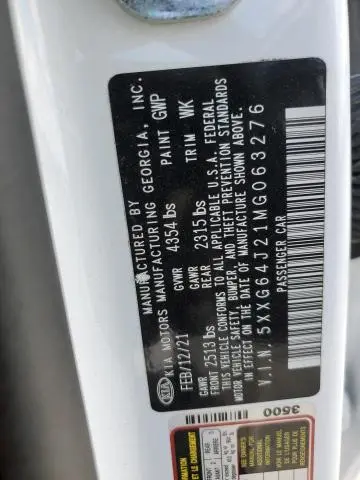 KIA
MANUFACTURED BY
KIA MOTORS MANUFACTURING GEORGIA, INC.
FEB/12/21
GVWR 4354 lbs
PAINT GWP
GAWR FRONT 2513 lbs
GAWR REAR 2315 lbs
TRIM WK
THIS VEHICLE CONFORMS TO ALL APPLICABLE U.S.A. FEDERAL
MOTOR VEHICLE SAFETY, BUMPER, AND THEFT PREVENTION STANDARDS
IN EFFECT ON THE DATE OF MANUFACTURE SHOWN ABOVE.
V.I.N. 5XXG64J21MG063276
PASSENGER CAR
3500